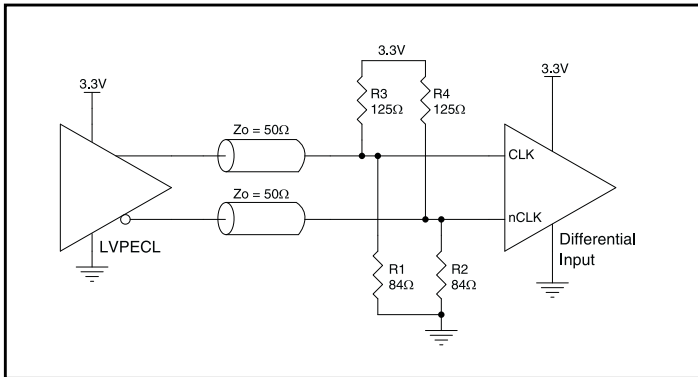 3.3V
3.3V
3.3V
R3
125Ω
R4
125Ω
Zo = 50Ω
CLK
Zo = 50Ω
nCLK
LVPECL
Differential
Input
R1
84Ω
R2
84Ω